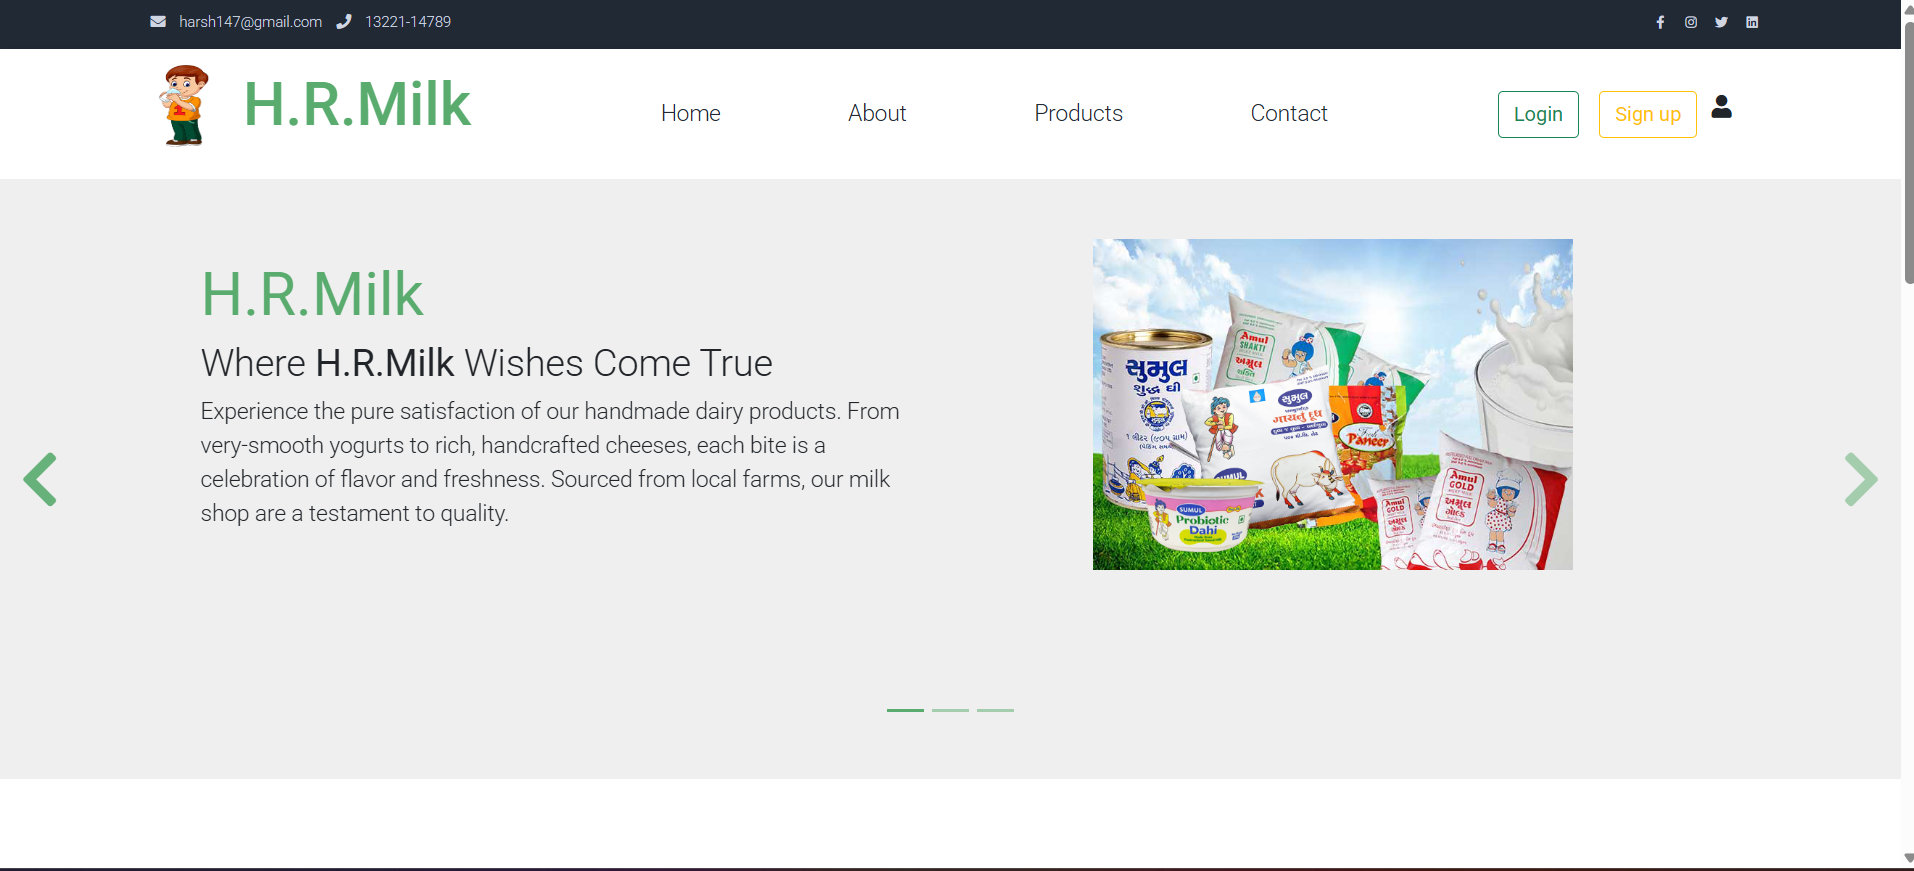 harsh147@gmail.com 13221-14789
H.R.Milk
Home About Products Contact Login Sign up
H.R.Milk
Where H.R.Milk Wishes Come True
Experience the pure satisfaction of our handmade dairy products. From
very-smooth yogurts to rich, handcrafted cheeses, each bite is a
celebration of flavor and freshness. Sourced from local farms, our milk
shop are a testament to quality.
Amul
SHAKTI
અમૂલ
શક્તિ
સુમુલ
શુદ્ધ ઘી
સુમુલ
ગાયનું દૂધ
Fresh
Paneer
SUMUL
Probiotic
Dahi
Amul
GOLD
અમૂલ
ગોલ્ડ
Amul
GOLD
અમૂલ
ગોલ્ડ